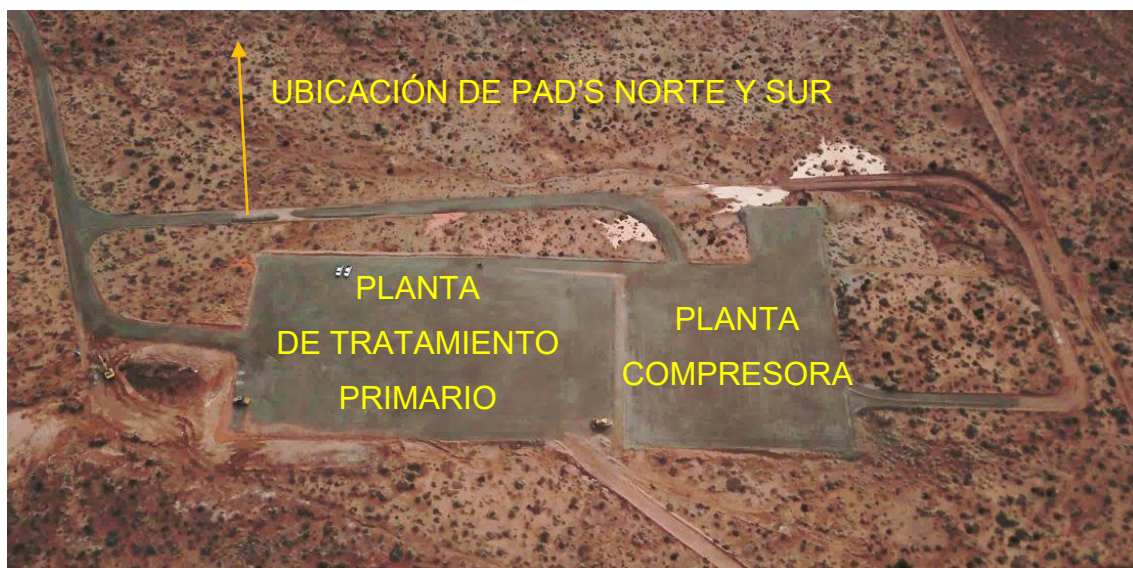 UBICACIÓN DE PAD'S NORTE Y SUR
PLANTA
DE TRATAMIENTO
PRIMARIO
PLANTA
COMPRESORA